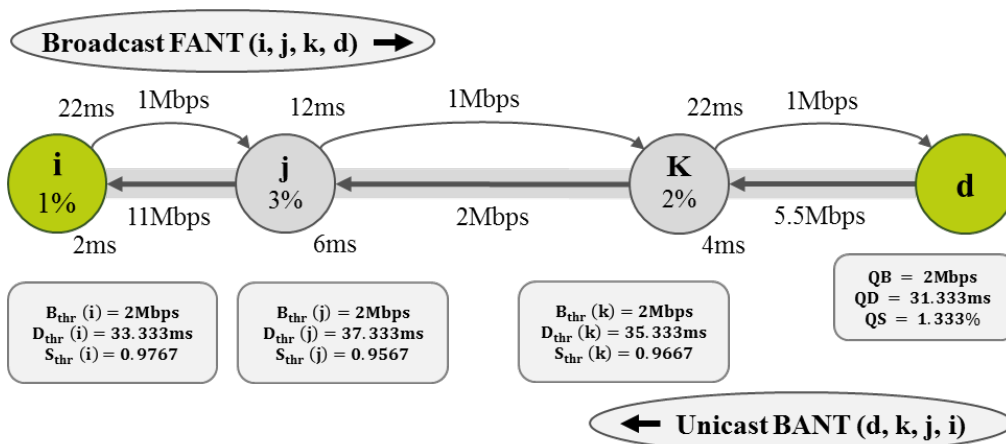 Broadcast FANT (i, j, k, d)
22ms
1Mbps
12ms
1Mbps
22ms
1Mbps
i
1%
j
3%
K
2%
d
11Mbps
2Mbps
5.5Mbps
2ms
6ms
4ms
QB = 2Mbps
QD = 31.333ms
QS = 1.333%
Bthr (i) = 2Mbps
Dthr (i) = 33.333ms
Sthr (i) = 0.9767
Bthr (j) = 2Mbps
Dthr (j) = 37.333ms
Sthr (j) = 0.9567
Bthr (k) = 2Mbps
Dthr (k) = 35.333ms
Sthr (k) = 0.9667
Unicast BANT (d, k, j, i)